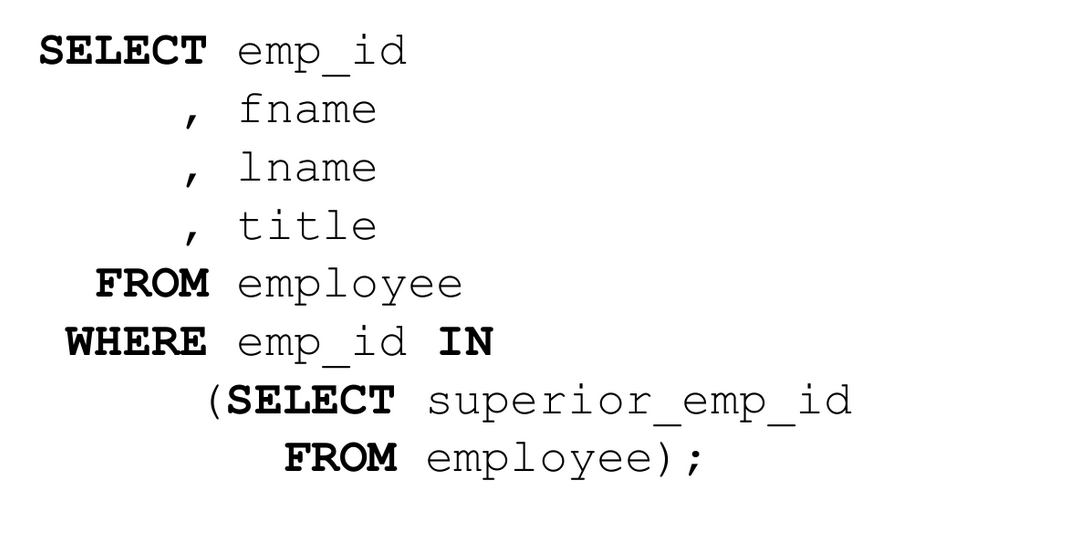 SELECT emp_id
, fname
, lname
, title
FROM employee
WHERE emp_id IN
(SELECT superior_emp_id
FROM employee);